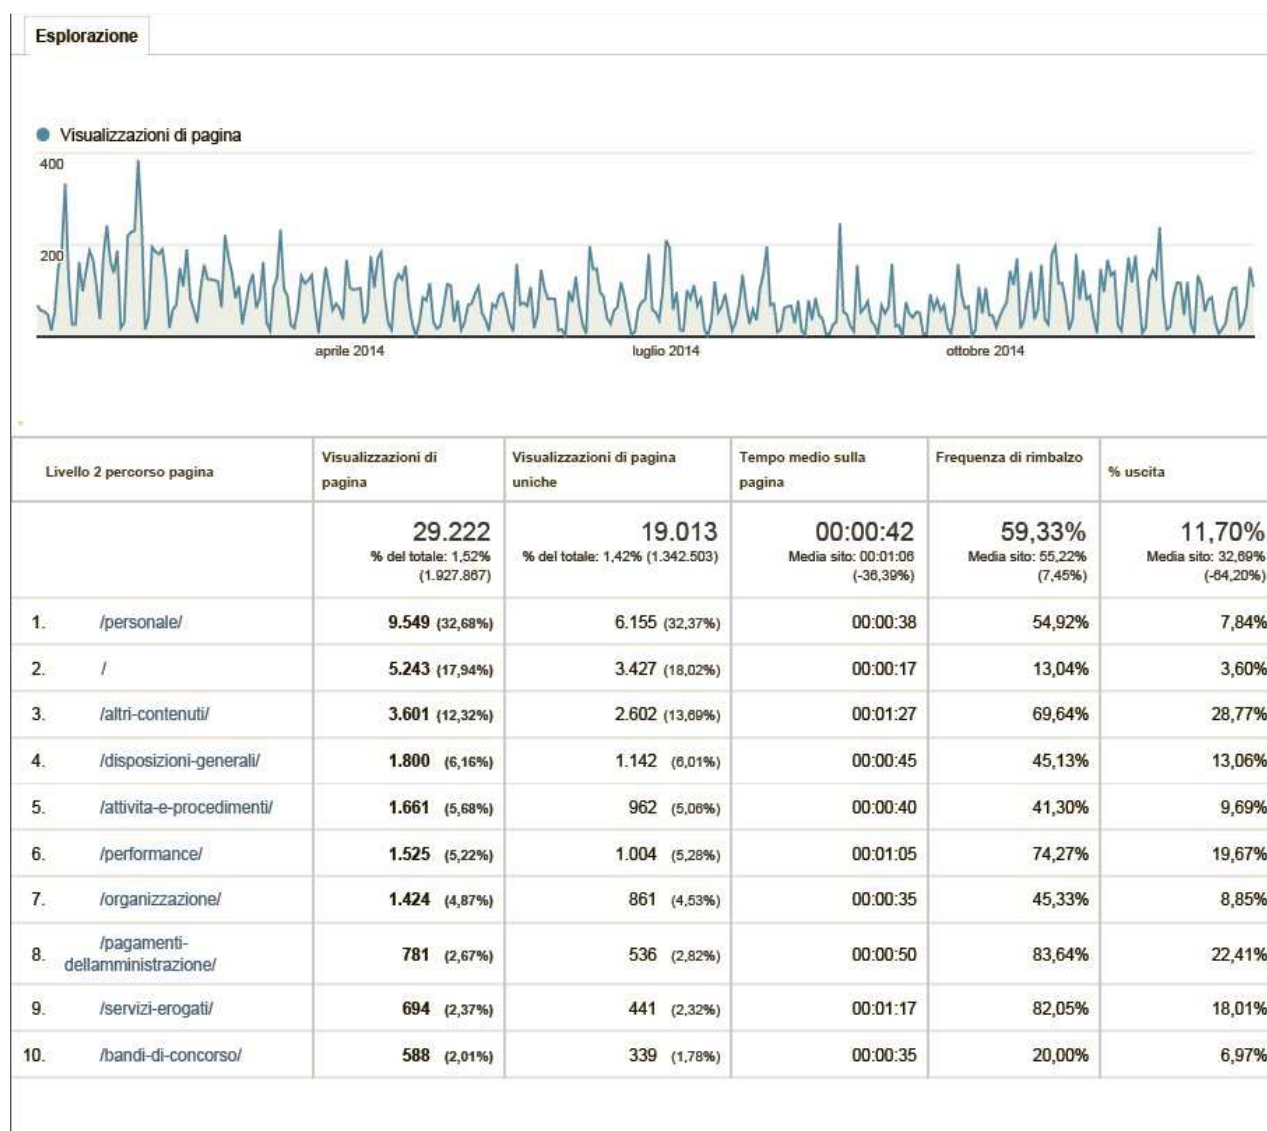 Esplorazione
Visualizzazioni di pagina
400
200
aprile 2014 luglio 2014 ottobre 2014
Livello 2 percorso pagina Visualizzazioni di pagina Visualizzazioni di pagina uniche Tempo medio sulla pagina Frequenza di rimbalzo % uscita
29.222 19.013 00:00:42 59,33% 11,70%
% del totale: 1,52% (1.927.867) % del totale: 1,42% (1.342.503) Media sito: 00:01:06 (-36,39%) Media sito: 55,22% (7,45%) Media sito: 32,69% (-64,20%)
1. /personale/ 9.549 (32,68%) 6.155 (32,37%) 00:00:38 54,92% 7,84%
2. / 5.243 (17,94%) 3.427 (18,02%) 00:00:17 13,04% 3,60%
3. /altri-contenuti/ 3.601 (12,32%) 2.602 (13,69%) 00:01:27 69,64% 28,77%
4. /disposizioni-generali/ 1.800 (6,16%) 1.142 (6,01%) 00:00:45 45,13% 13,06%
5. /attivita-e-procedimenti/ 1.661 (5,68%) 962 (5,06%) 00:00:40 41,30% 9,69%
6. /performance/ 1.525 (5,22%) 1.004 (5,28%) 00:01:05 74,27% 19,67%
7. /organizzazione/ 1.424 (4,87%) 861 (4,53%) 00:00:35 45,33% 8,85%
8. /pagamenti-dellamministrazione/ 781 (2,67%) 536 (2,82%) 00:00:50 83,64% 22,41%
9. /servizi-erogati/ 694 (2,37%) 441 (2,32%) 00:01:17 82,05% 18,01%
10. /bandi-di-concorso/ 588 (2,01%) 339 (1,78%) 00:00:35 20,00% 6,97%